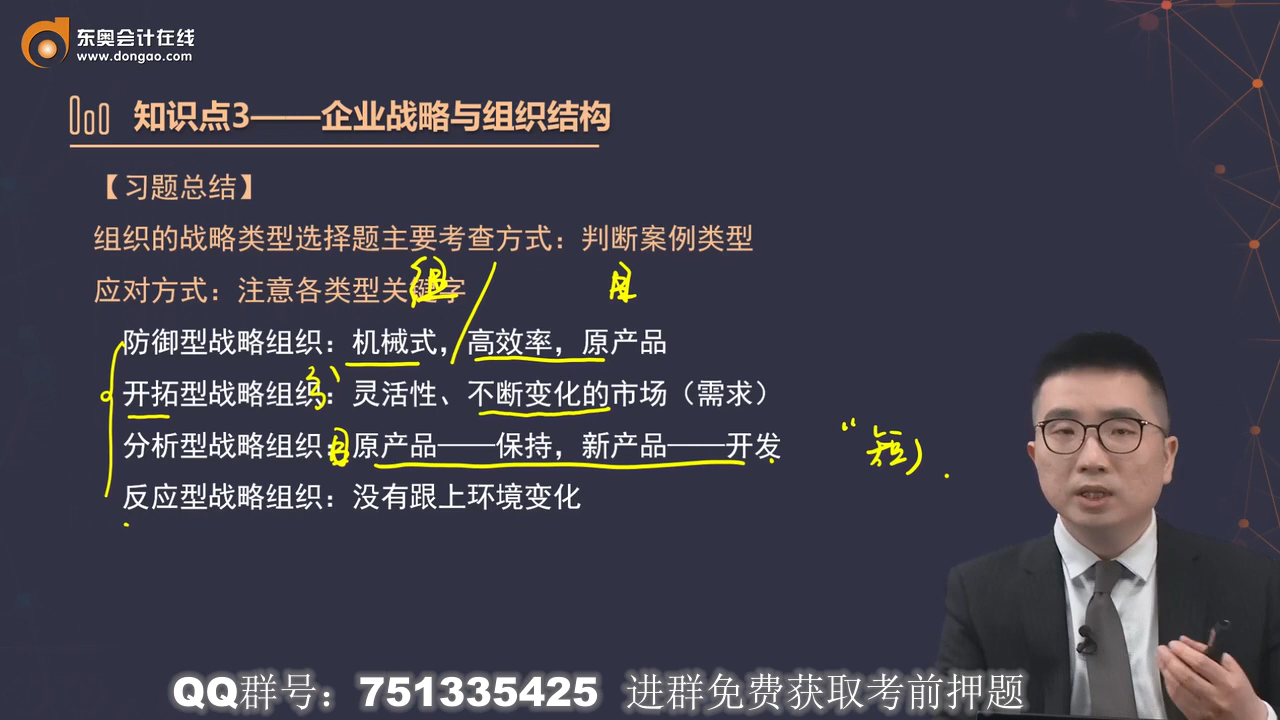 东奥会计在线
www.dongao.com
知识点3——企业战略与组织结构
【习题总结】
组织的战略类型选择题主要考查方式：判断案例类型
应对方式：注意各类型关键字
防御型战略组织：机械式，高效率，原产品
开拓型战略组织：灵活性、不断变化的市场（需求）
分析型战略组织：原产品——保持，新产品——开发
反应型战略组织：没有跟上环境变化
QQ群号：751335425 进群免费获取考前押题